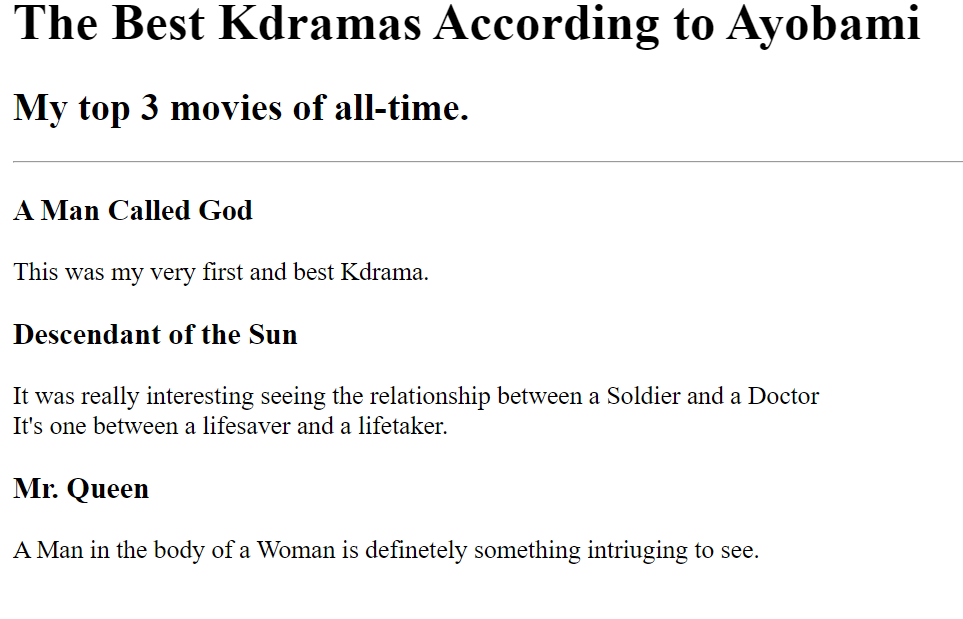 The Best Kdramas According to Ayobami
My top 3 movies of all-time.
A Man Called God
This was my very first and best Kdrama.
Descendant of the Sun
It was really interesting seeing the relationship between a Soldier and a Doctor
It's one between a lifesaver and a lifetaker.
Mr. Queen
A Man in the body of a Woman is definetely something intriuging to see.